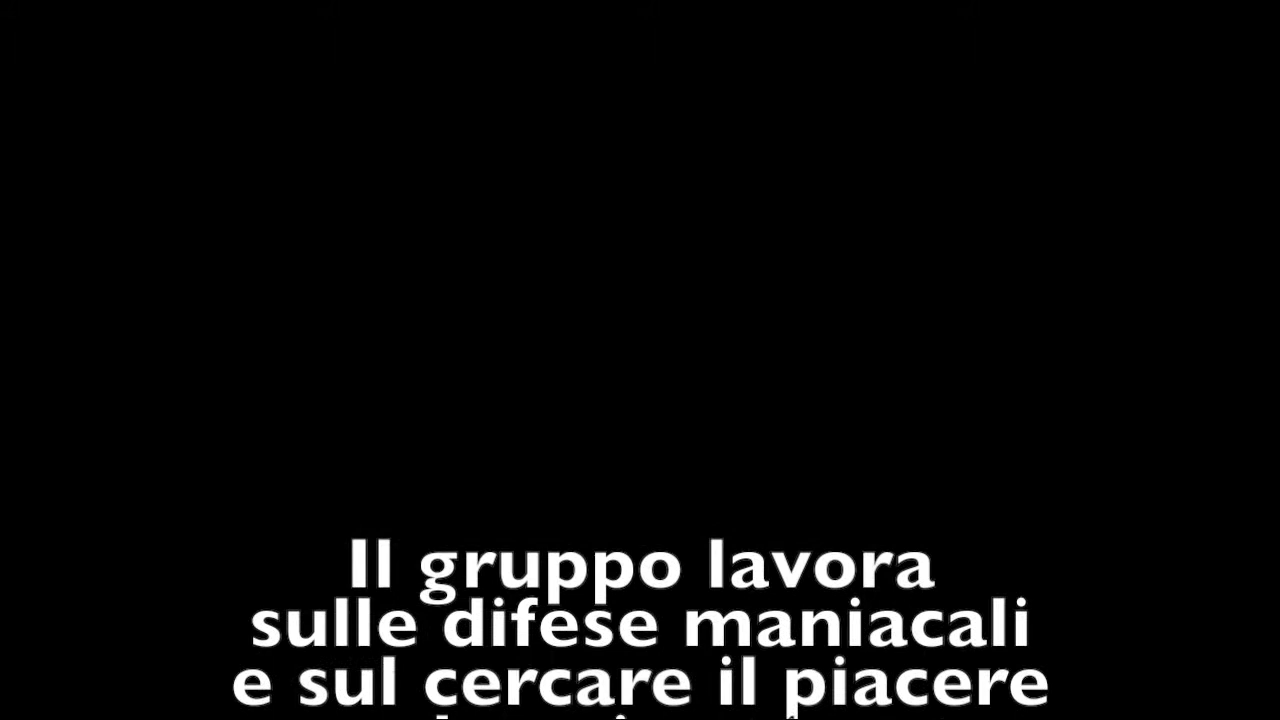 Il gruppo lavora
sulle difese maniacali
e sul cercare il piacere